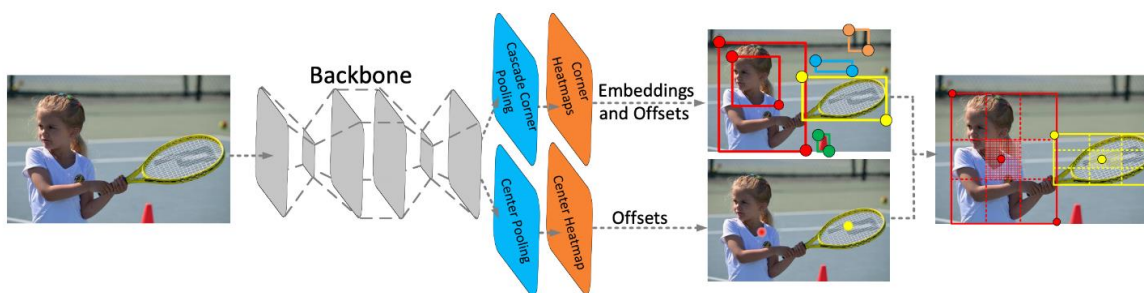 Backbone
Cascade Corner
Pooling
Corner
Heatmaps
Embeddings
and Offsets
Center Pooling
Center Heatmap
Offsets